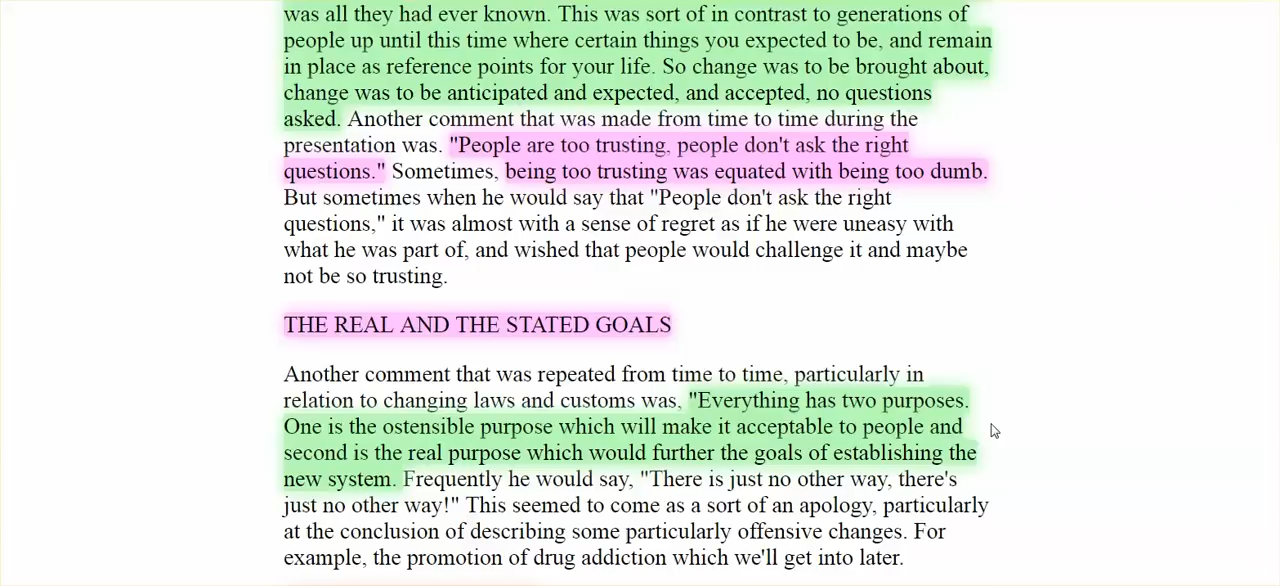 was all they had ever known. This was sort of in contrast to generations of
people up until this time where certain things you expected to be, and remain
in place as reference points for your life. So change was to be brought about,
change was to be anticipated and expected, and accepted, no questions
asked. Another comment that was made from time to time during the
presentation was. "People are too trusting, people don't ask the right
questions." Sometimes, being too trusting was equated with being too dumb.
But sometimes when he would say that "People don't ask the right
questions," it was almost with a sense of regret as if he were uneasy with
what he was part of, and wished that people would challenge it and maybe
not be so trusting.
THE REAL AND THE STATED GOALS
Another comment that was repeated from time to time, particularly in
relation to changing laws and customs was, "Everything has two purposes.
One is the ostensible purpose which will make it acceptable to people and
second is the real purpose which would further the goals of establishing the
new system. Frequently he would say, "There is just no other way, there's
just no other way!" This seemed to come as a sort of an apology, particularly
at the conclusion of describing some particularly offensive changes. For
example, the promotion of drug addiction which we'll get into later.